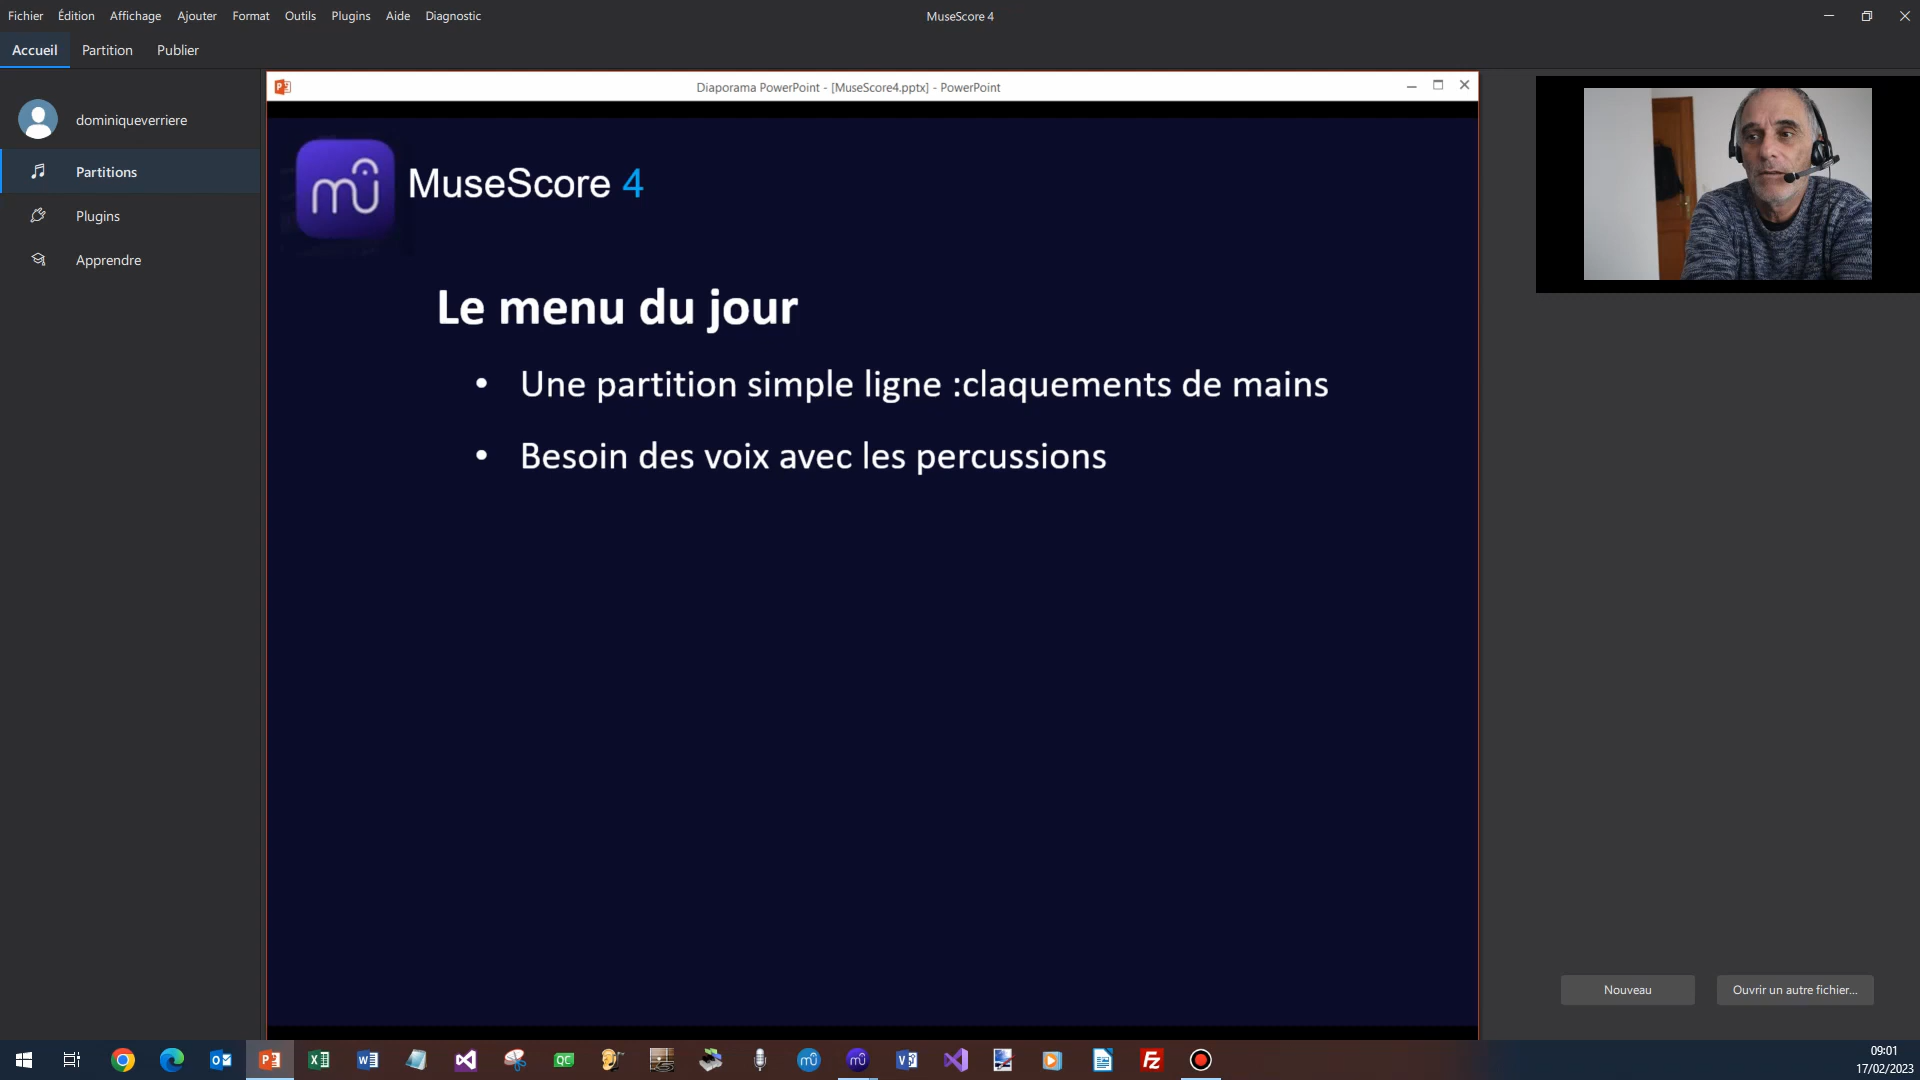 Fichier Édition Affichage Ajouter Format Outils Plugins Aide Diagnostic
MuseScore 4
Accueil Partition Publier
dominiqueverriere
Partitions
Plugins
Apprendre
Diaporama PowerPoint - [MuseScore4.pptx] - PowerPoint
MuseScore 4
Le menu du jour
• Une partition simple ligne :claquements de mains
• Besoin des voix avec les percussions
Nouveau
Ouvrir un autre fichier...
QC
09:01
17/02/2023